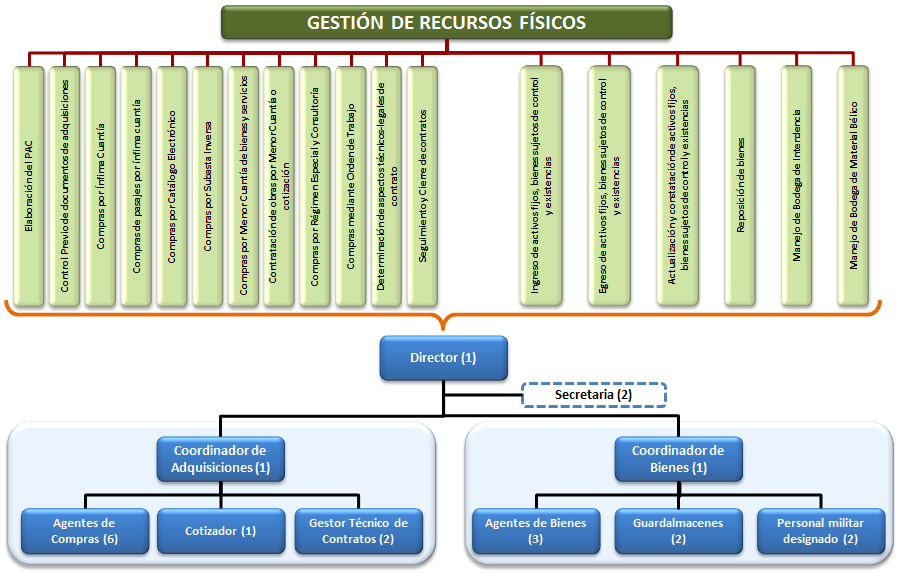 GESTIÓN DE RECURSOS FÍSICOS
Elaboración del PAC
Control Previo de documentos de adquisiciones
Compras por Ínfima Cuantía
Compras de pasajes por ínfima cuantía
Compras por Catálogo Electrónico
Compras por Subasta Inversa
Compras por Menor Cuantía de bienes y servicios
Contratación de obras por Menor Cuantía o
cotización
Compras por Régimen Especial y Consultoría
Compras mediante Orden de Trabajo
Determinación de aspectos técnicos-legales de
contrato
Seguimiento y Cierre de contratos
Ingreso de activos fijos, bienes sujetos de control
y existencias
Egreso de activos fijos, bienes sujetos de control
y existencias
Actualización y constatación de activos fijos,
bienes sujetos de control y existencias
Reposición de bienes
Manejo de Bodega de Intendencia
Manejo de Bodega de Material Bélico
Director (1)
Secretaria (2)
Coordinador de
Adquisiciones (1)
Coordinador de
Bienes (1)
Agentes de
Compras (6)
Cotizador (1)
Gestor Técnico de
Contratos (2)
Agentes de Bienes
(3)
Guardalmacenes
(2)
Personal militar
designado (2)